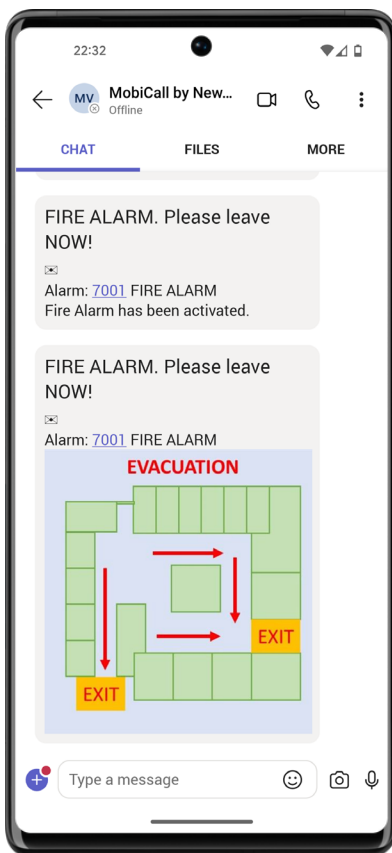 22:32
MV
MobiCall by New...
Offline
CHAT
FILES
MORE
FIRE ALARM. Please leave
NOW!
Alarm: 7001 FIRE ALARM
Fire Alarm has been activated.
FIRE ALARM. Please leave
NOW!
Alarm: 7001 FIRE ALARM
EVACUATION
EXIT
EXIT
Type a message